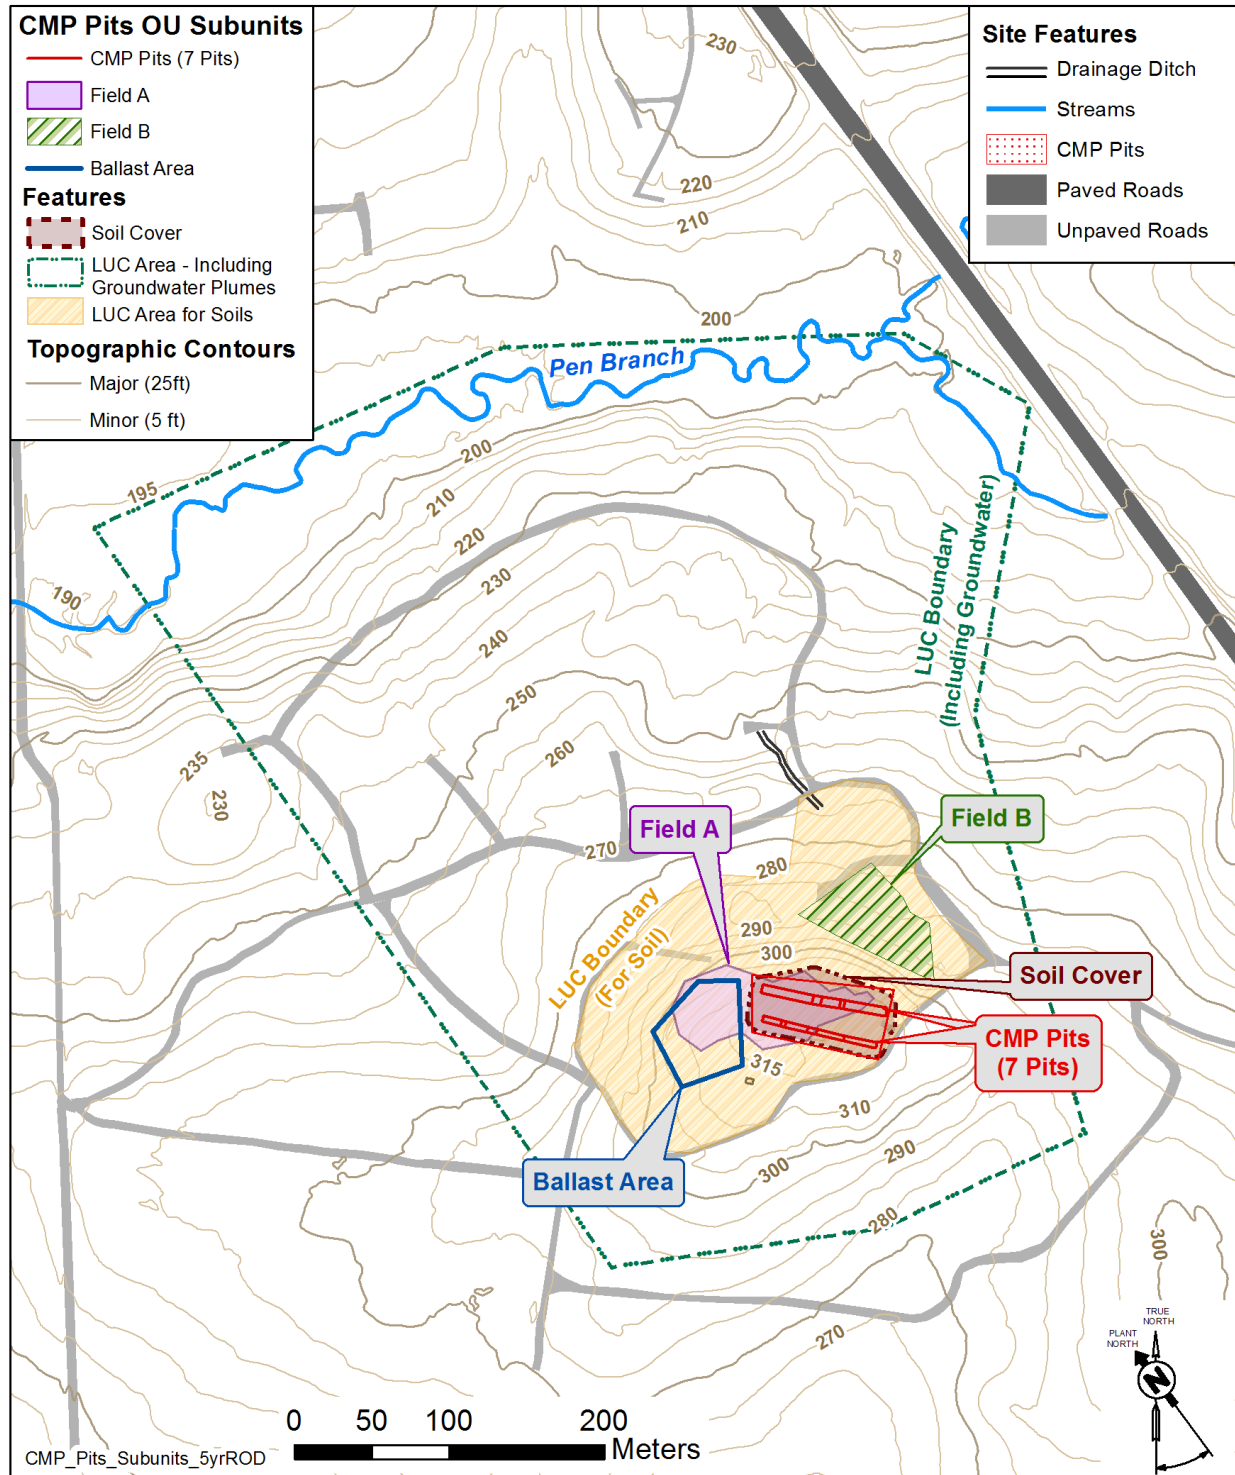 CMP Pits OU Subunits
CMP Pits (7 Pits)
Field A
Field B
Ballast Area
Features
Soil Cover
LUC Area - Including
Groundwater Plumes
LUC Area for Soils
Topographic Contours
Major (25ft)
Minor (5 ft)
Site Features
Drainage Ditch
Streams
CMP Pits
Paved Roads
Unpaved Roads
230
220
210
200
Pen Branch
195
200
210
220
230
190
240
250
260
235
230
LUC Boundary
(Including Groundwater)
Field A
Field B
270
280
290
300
LUC Boundary
(For Soil)
Soil Cover
CMP Pits
(7 Pits)
315
310
290
300
280
Ballast Area
300
270
TRUE
NORTH
PLANT
NORTH
N
0 50 100 200
Meters
CMP_Pits_Subunits_5yrROD